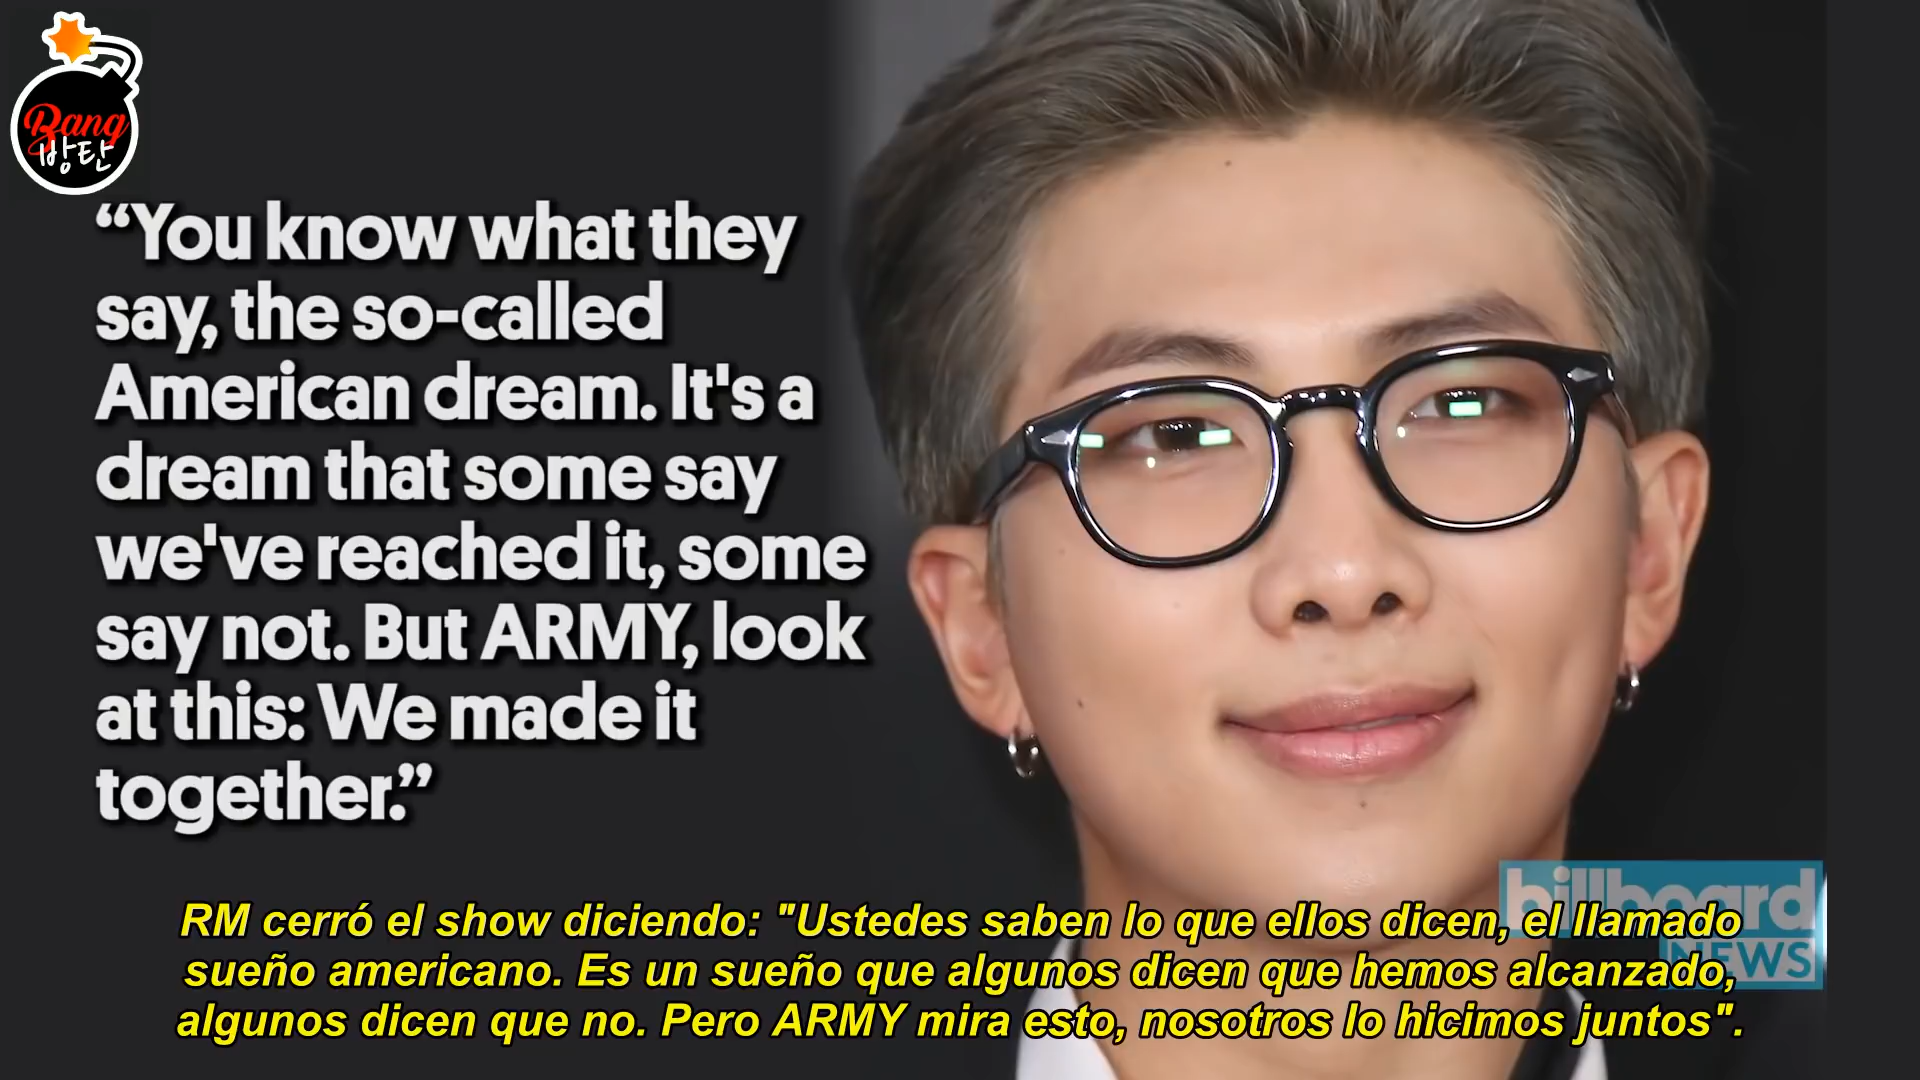 Bang
방탄
“You know what they
say, the so-called
American dream. It's a
dream that some say
we've reached it, some
say not. But ARMY, look
at this: We made it
together.”
billboard
NEWS
RM cerró el show diciendo: "Ustedes saben lo que ellos dicen, el llamado
sueño americano. Es un sueño que algunos dicen que hemos alcanzado,
algunos dicen que no. Pero ARMY mira esto, nosotros lo hicimos juntos".